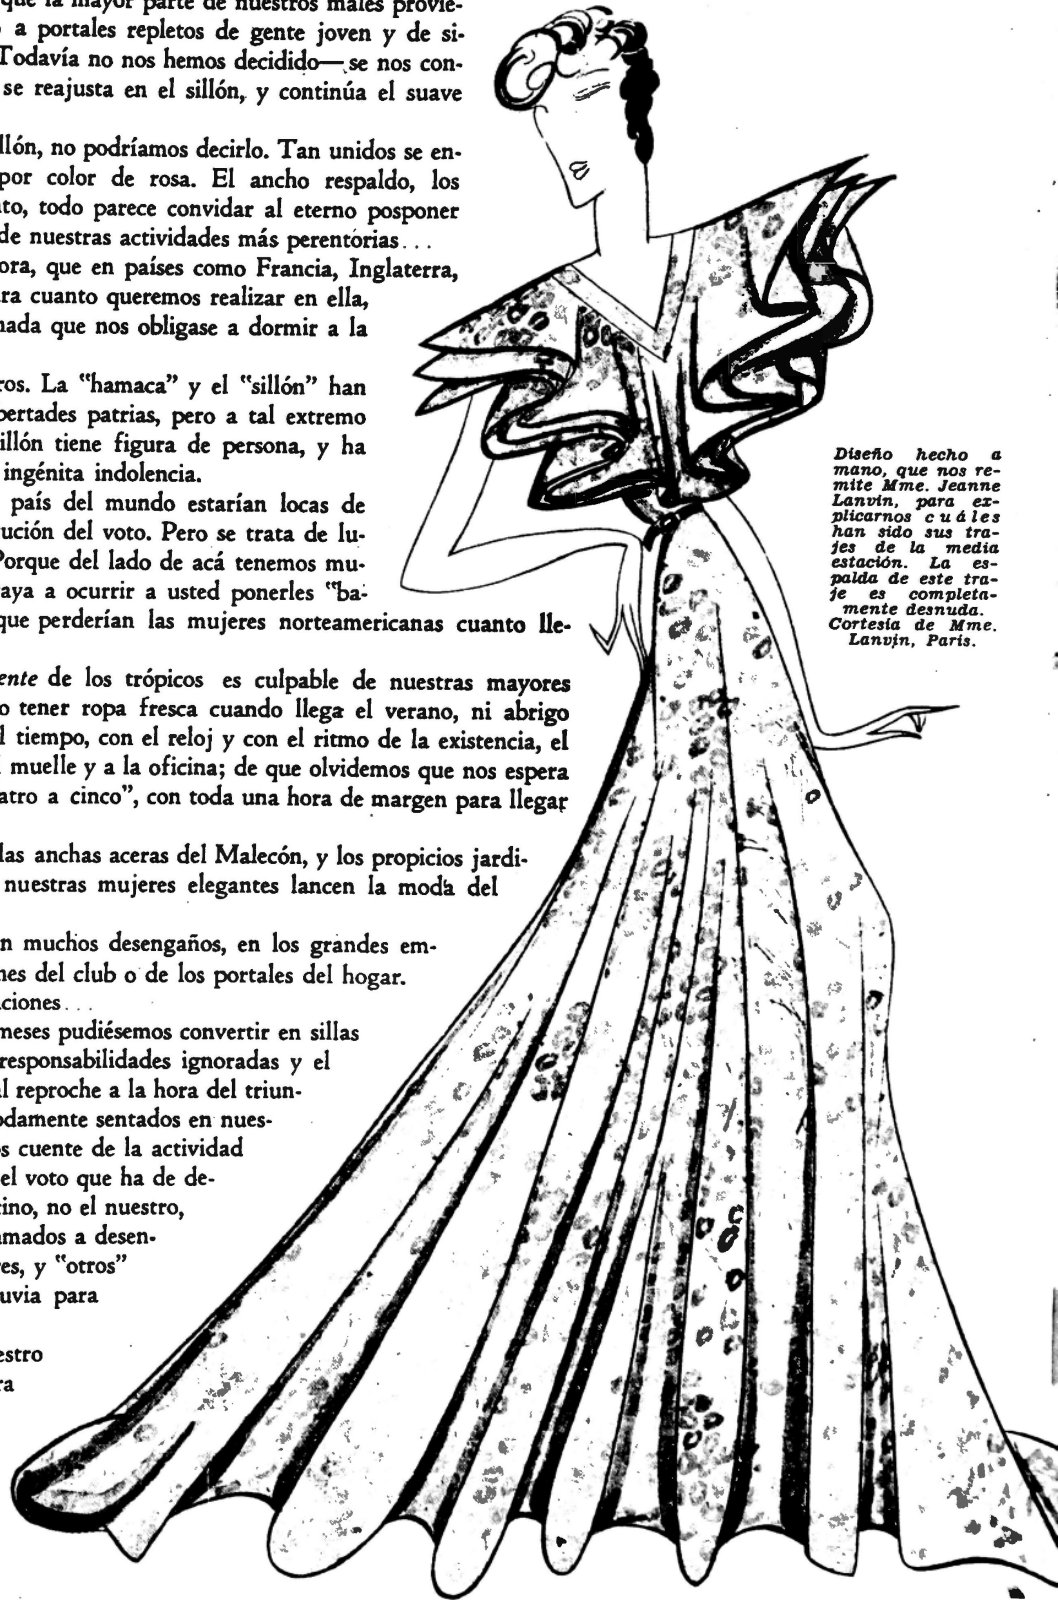 que la mayor parte de nuestros males provie-
a portales repletos de gente joven y de si-
Todavía no nos hemos decidido—se nos con-
se reajusta en el sillón, y continúa el suave
llón, no podríamos decirlo. Tan unidos se en-
por color de rosa. El ancho respaldo, los
to, todo parece convidar al eterno posponer
de nuestras actividades más perentorias...
ora, que en países como Francia, Inglaterra,
ra cuanto queremos realizar en ella,
nada que nos obligase a dormir a la
ros. La "hamaca" y el "sillón" han
bertades patrias, pero a tal extremo
illón tiene figura de persona, y ha
ingénita indolencia.
país del mundo estarían locas de
ución del voto. Pero se trata de lu-
Porque del lado de acá tenemos mu-
aya a ocurrir a usted ponerles "ba-
que perderían las mujeres norteamericanas cuanto lle-
ente de los trópicos es culpable de nuestras mayores
o tener ropa fresca cuando llega el verano, ni abrigo
l tiempo, con el reloj y con el ritmo de la existencia, el
muelle y a la oficina; de que olvidemos que nos espera
atro a cinco", con toda una hora de margen para llegar
las anchas aceras del Malecón, y los propicios jardi-
nuestras mujeres elegantes lancen la moda del
n muchos desengaños, en los grandes em-
nes del club o de los portales del hogar.
ciones...
meses pudiésemos convertir en sillas
responsabilidades ignoradas y el
l reproche a la hora del triun-
odamente sentados en nues-
s cuente de la actividad
el voto que ha de de-
ino, no el nuestro,
amados a desen-
es, y "otros"
uvia para
estro
ra
Diseño hecho a
mano, que nos re-
mite Mme. Jeanne
Lanvin, para ex-
plicarnos cuáles
han sido sus tra-
jes de la media
estación. La es-
palda de este tra-
je es completa-
mente desnuda.
Cortesía de Mme.
Lanvin, Paris.